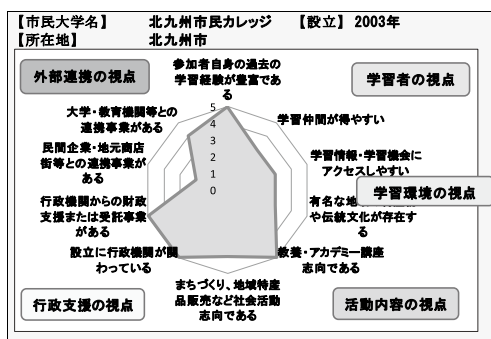 【市民大学名】 北九州市民カレッジ 【設立】 2003年
【所在地】 北九州市
外部連携の視点
学習者の視点
参加者自身の過去の
学習経験が豊富であ
る
大学・教育機関等との
連携事業がある
学習仲間が得やすい
民間企業・地元商店
街等との連携事業が
ある
学習情報・学習機会に
アクセスしやすい
学習環境の視点
行政機関からの財政
支援または受託事業
がある
有名な地
や伝統文化が存在す
る
設立に行政機関が関
わっている
教養・アカデミー講座
志向である
まちづくり、地域特産
品販売など社会活動
志向である
行政支援の視点
活動内容の視点
5
4
3
2
1
0